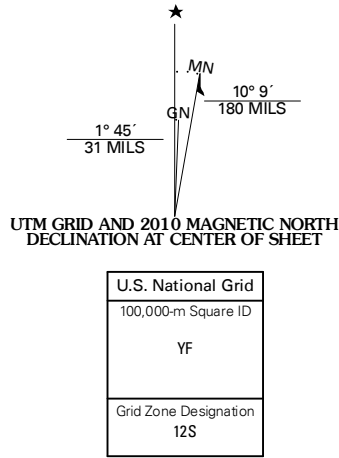 ★
MN
10° 9´
180 MILS
GN
1° 45´
31 MILS
UTM GRID AND 2010 MAGNETIC NORTH
DECLINATION AT CENTER OF SHEET
U.S. National Grid
100,000-m Square ID
YF
Grid Zone Designation
12S